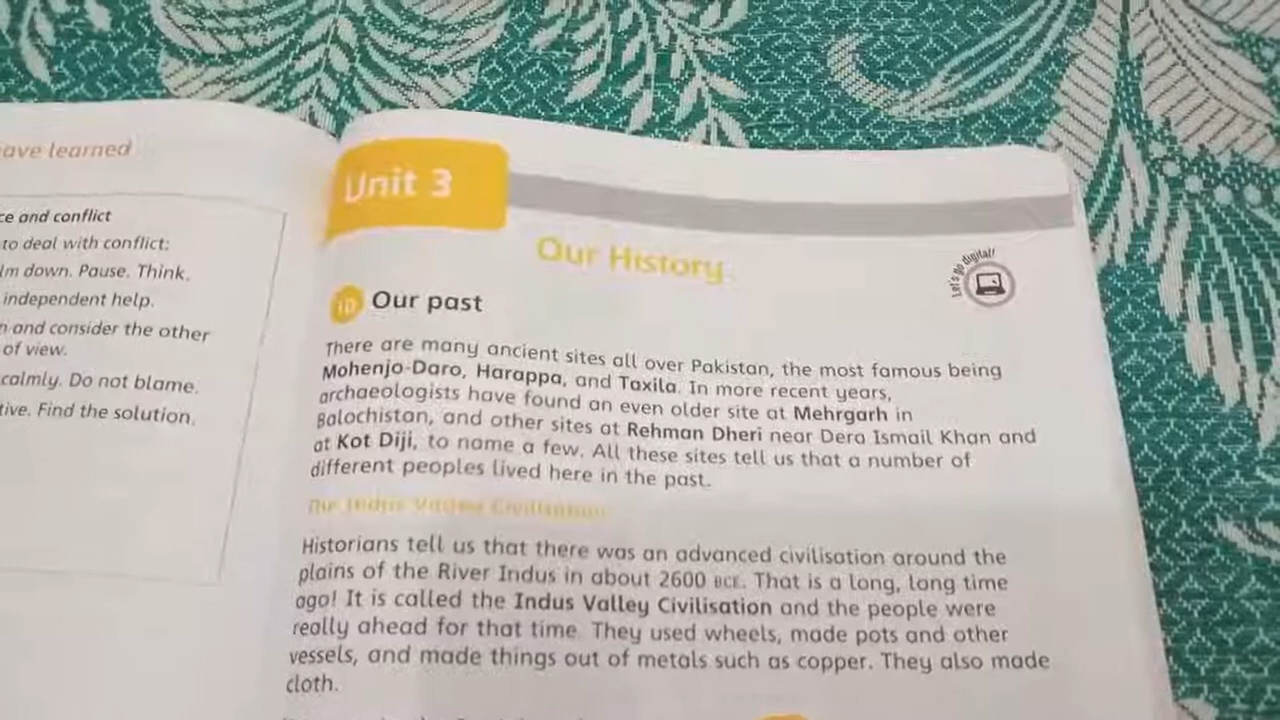 ave learned
ce and conflict
to deal with conflict:
lm down. Pause. Think.
independent help.
n and consider the other
of view.
calmly. Do not blame.
tive. Find the solution.
Unit 3
Our History
Let's go digital!
10 Our past
There are many ancient sites all over Pakistan, the most famous being
Mohenjo-Daro, Harappa, and Taxila. In more recent years,
archaeologists have found an even older site at Mehrgarh in
Balochistan, and other sites at Rehman Dheri near Dera Ismail Khan and
at Kot Diji, to name a few. All these sites tell us that a number of
different peoples lived here in the past.
The Indus Valley Civilisation
Historians tell us that there was an advanced civilisation around the
plains of the River Indus in about 2600 BCE. That is a long, long time
ago! It is called the Indus Valley Civilisation and the people were
really ahead for that time. They used wheels, made pots and other
vessels, and made things out of metals such as copper. They also made
cloth.